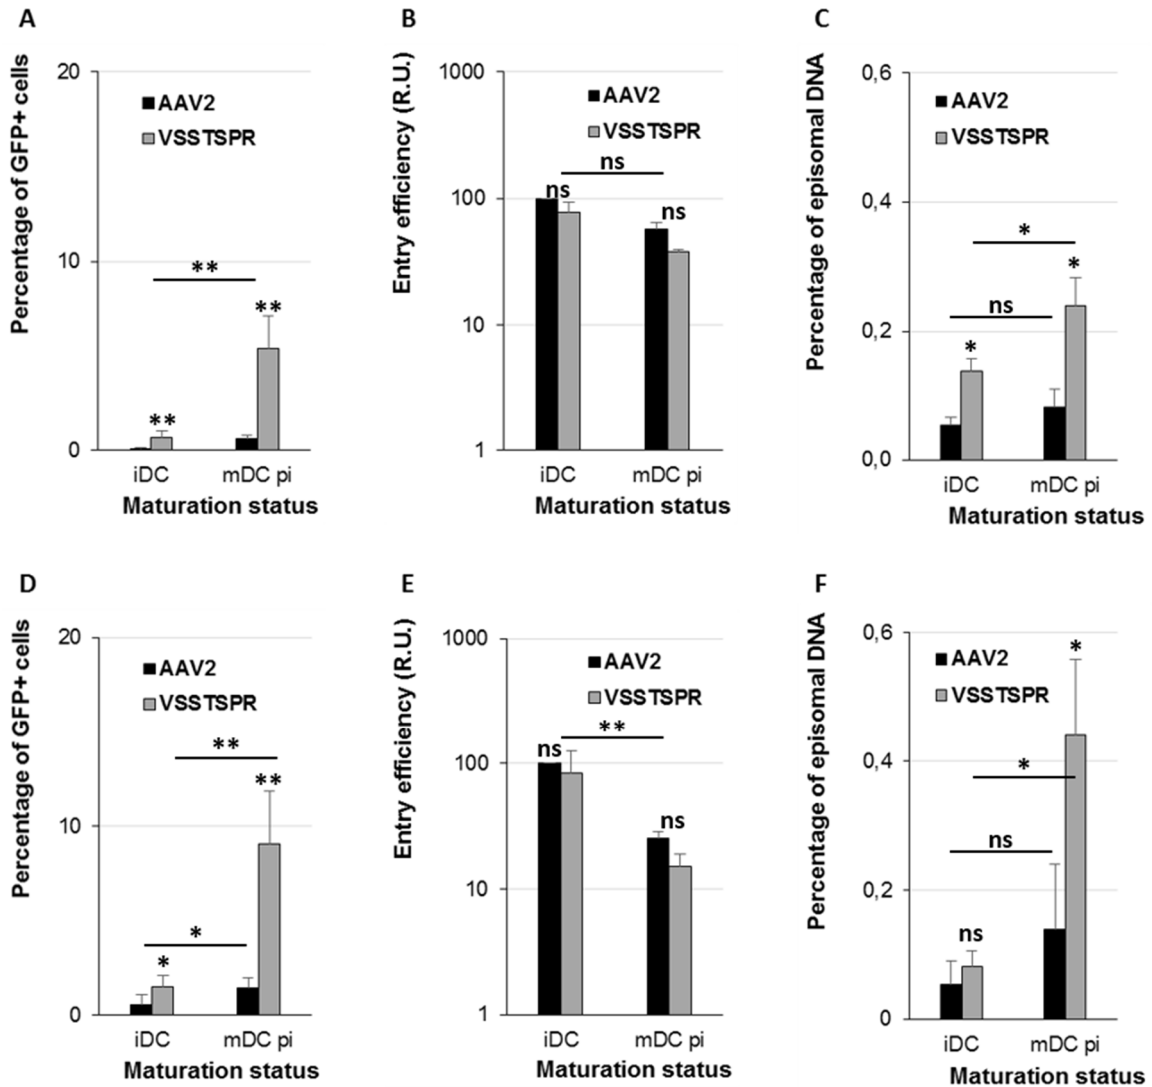 A
Percentage of GFP+ cells
20
10
0
AAV2
VSSTSPR
**
**
**
iDC
mDC pi
Maturation status
B
Entry efficiency (R.U.)
1000
100
10
1
AAV2
VSSTSPR
ns
ns
ns
iDC
mDC pi
Maturation status
C
Percentage of episomal DNA
0,6
0,4
0,2
0,0
AAV2
VSSTSPR
*
*
ns
*
iDC
mDC pi
Maturation status
D
Percentage of GFP+ cells
20
10
0
AAV2
VSSTSPR
**
**
*
*
iDC
mDC pi
Maturation status
E
Entry efficiency (R.U.)
1000
100
10
1
AAV2
VSSTSPR
**
ns
ns
iDC
mDC pi
Maturation status
F
Percentage of episomal DNA
0,6
0,4
0,2
0
AAV2
VSSTSPR
*
*
ns
ns
iDC
mDC pi
Maturation status